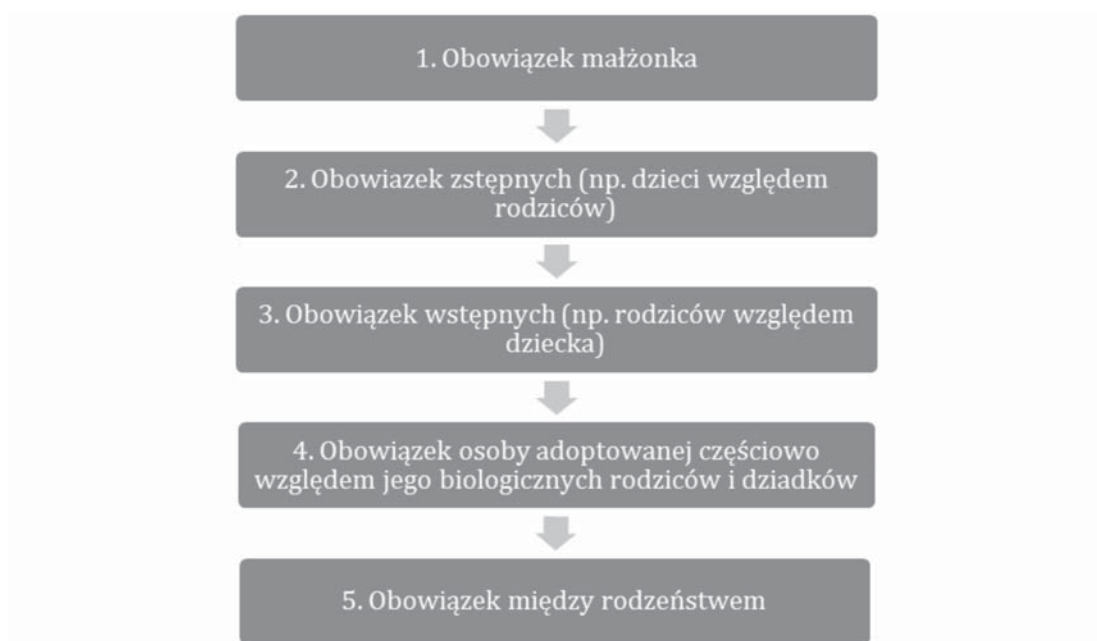 1. Obowiązek małżonka
2. Obowiazek zstępnych (np. dzieci względem
rodziców)
3. Obowiązek wstępnych (np. rodziców względem
dziecka)
4. Obowiązek osoby adoptowanej częściowo
względem jego biologicznych rodziców i dziadków
5. Obowiązek między rodzeństwem